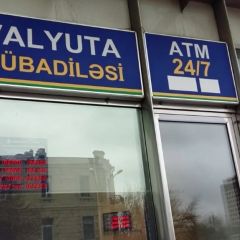 VALYUTA
MÜBADİLƏSİ
ATM
24/7